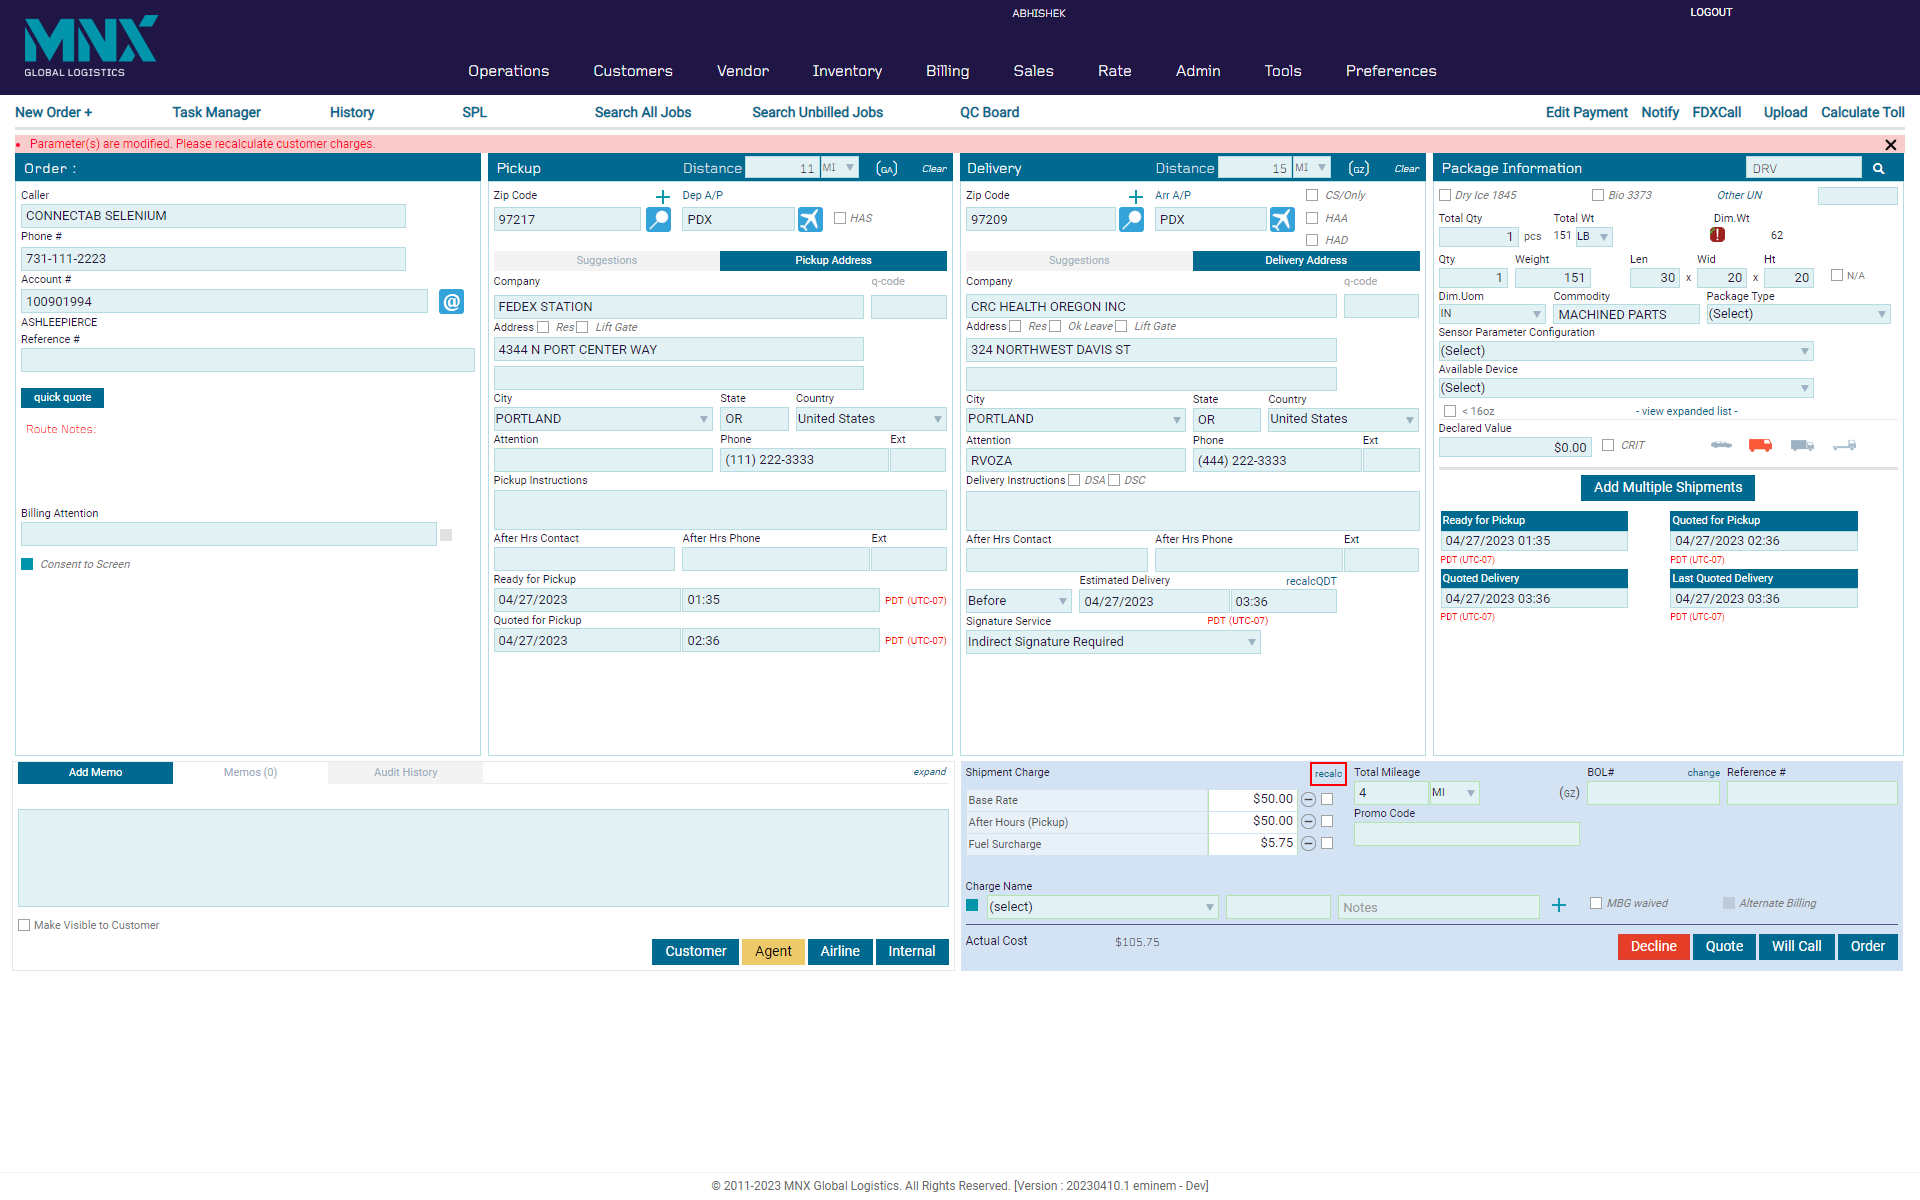 MNX
GLOBAL LOGISTICS
ABHISHEK
LOGOUT
Operations Customers Vendor Inventory Billing Sales Rate Admin Tools Preferences
New Order + Task Manager History SPL Search All Jobs Search Unbilled Jobs QC Board Edit Payment Notify FDXCall Upload Calculate Toll
Parameter(s) are modified. Please recalculate customer charges.
Order :
Caller
CONNECTAB SELENIUM
Phone #
731-111-2223
Account #
100901994
@
ASHLEEPIERCE
Reference #
quick quote
Route Notes:
Billing Attention
Consent to Screen
Pickup Distance 11 MI (GA) Clear
Zip Code Dep A/P
97217 PDX HAS
Suggestions Pickup Address
Company q-code
FEDEX STATION
Address Res Lift Gate
4344 N PORT CENTER WAY
City State Country
PORTLAND OR United States
Attention Phone Ext
(111) 222-3333
Pickup Instructions
After Hrs Contact After Hrs Phone Ext
Ready for Pickup
04/27/2023 01:35 PDT (UTC-07)
Quoted for Pickup
04/27/2023 02:36 PDT (UTC-07)
Delivery Distance 15 MI (GZ) Clear
Zip Code Arr A/P CS/Only
97209 PDX HAA
HAD
Suggestions Delivery Address
Company q-code
CRC HEALTH OREGON INC
Address Res Ok Leave Lift Gate
324 NORTHWEST DAVIS ST
City State Country
PORTLAND OR United States
Attention Phone Ext
RVOZA (444) 222-3333
Delivery Instructions DSA DSC
After Hrs Contact After Hrs Phone Ext
Estimated Delivery recalcQDT
Before 04/27/2023 03:36
Signature Service PDT (UTC-07)
Indirect Signature Required
Package Information DRV
Dry Ice 1845 Bio 3373 Other UN
Total Qty Total Wt Dim.Wt
1 pcs 151 LB ! 62
Qty Weight Len Wid Ht
1 151 30 x 20 x 20 N/A
Dim.Uom Commodity Package Type
IN MACHINED PARTS (Select)
Sensor Parameter Configuration
(Select)
Available Device
(Select)
< 16oz - view expanded list -
Declared Value
$0.00 CRIT
Add Multiple Shipments
Ready for Pickup Quoted for Pickup
04/27/2023 01:35 04/27/2023 02:36
PDT (UTC-07) PDT (UTC-07)
Quoted Delivery Last Quoted Delivery
04/27/2023 03:36 04/27/2023 03:36
PDT (UTC-07) PDT (UTC-07)
Add Memo Memos (0) Audit History expand
Make Visible to Customer
Customer Agent Airline Internal
Shipment Charge recalc Total Mileage BOL# change Reference #
Base Rate $50.00 4 MI (GZ)
After Hours (Pickup) $50.00 Promo Code
Fuel Surcharge $5.75
Charge Name
(select) Notes MBG waived Alternate Billing
Actual Cost $105.75 Decline Quote Will Call Order
© 2011-2023 MNX Global Logistics. All Rights Reserved. [Version : 20230410.1 eminem - Dev]